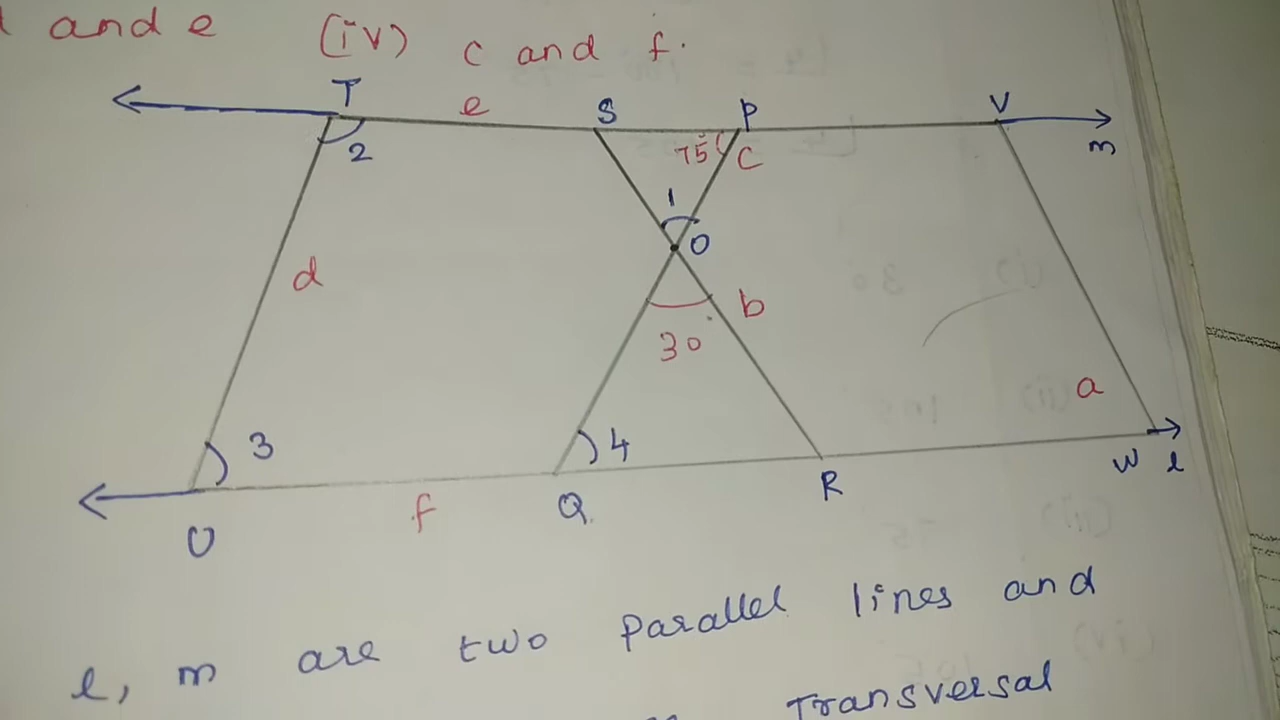 and e (iv) c and f.
T e S P V
2 75° C m
1
O
d b
30
a
3 4
W l
R
f Q
U
l, m are two parallel lines and
Transversal